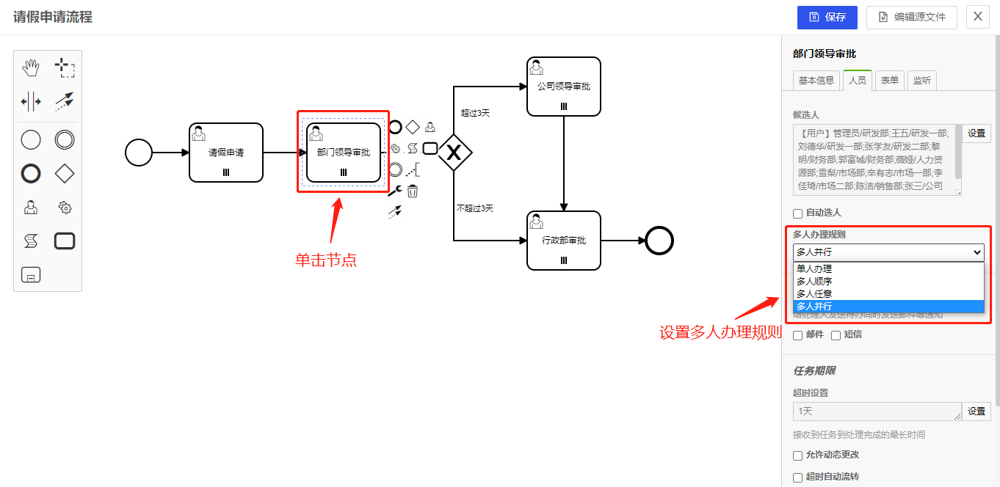 请假申请流程
保存
编辑源文件
X
部门领导审批
基本信息
人员
表单
监听
候选人
【用户】管理员/研发部;王五/研发一部;
刘德华/研发一部;张学友/研发二部;黎
明/财务部;郭富城/财务部;薇娅/人力资
源部;雪梨/市场部;辛有志/市场一部;李
佳琦/市场二部;陈洁/销售部;张三/公司
设置
自动选人
多人办理规则
多人并行
单人办理
多人顺序
多人任意
多人并行
给处理人发送待办同时发送邮件等通知
邮件
短信
任务期限
超时设置
1天
设置
接收到任务到处理完成的最长时间
允许动态更改
超时自动流转
请假申请
部门领导审批
超过3天
不超过3天
公司领导审批
行政部审批
单击节点
设置多人办理规则